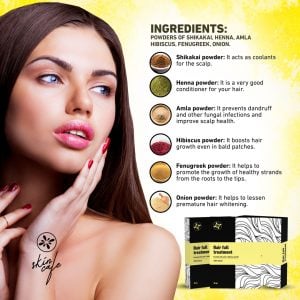 INGREDIENTS:
POWDERS OF SHIKAKAI, HENNA, AMLA
HIBISCUS, FENUGREEK, ONION.
Shikakai powder: It acts as coolants
for the scalp.
Henna powder: It is a very good
conditioner for your hair.
Amla powder: It prevents dandruff
and other fungal infections and
improve scalp health.
Hibiscus powder: It boosts hair
growth even in bald patches.
Fenugreek powder: It helps to
promote the growth of healthy strands
from the roots to the tips.
Onion powder: It helps to lessen
premature hair whitening.
skin
cafe
Hair fall
treatment
Hair fall
treatment